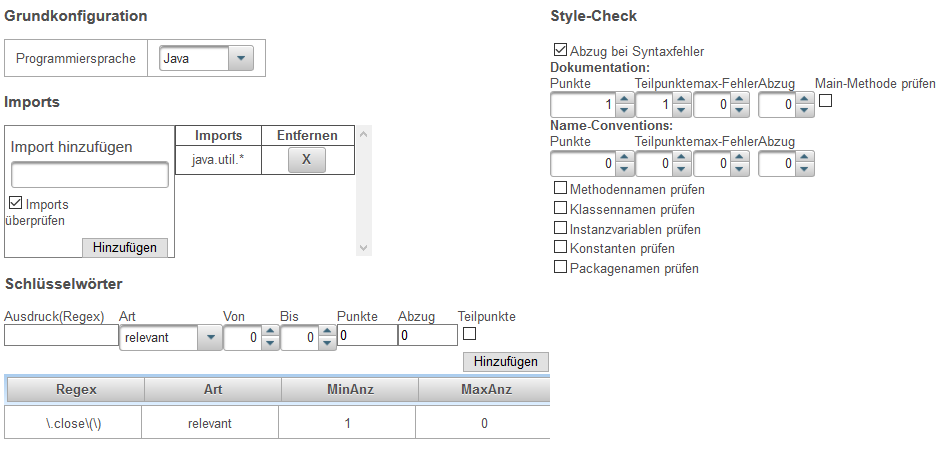 Grundkonfiguration
Programmiersprache Java
Imports
Import hinzufügen
Imports
überprüfen
Hinzufügen
Imports Entfernen
java.util.* X
Schlüsselwörter
Ausdruck(Regex) Art Von Bis Punkte Abzug Teilpunkte
relevant 0 0 0 0
Hinzufügen
Regex Art MinAnz MaxAnz
\.close\(\) relevant 1 0
Style-Check
Abzug bei Syntaxfehler
Dokumentation:
Punkte Teilpunkte max-Fehler Abzug Main-Methode prüfen
1 1 0 0
Name-Conventions:
Punkte Teilpunkte max-Fehler Abzug
0 0 0 0
Methodennamen prüfen
Klassennamen prüfen
Instanzvariablen prüfen
Konstanten prüfen
Packagenamen prüfen